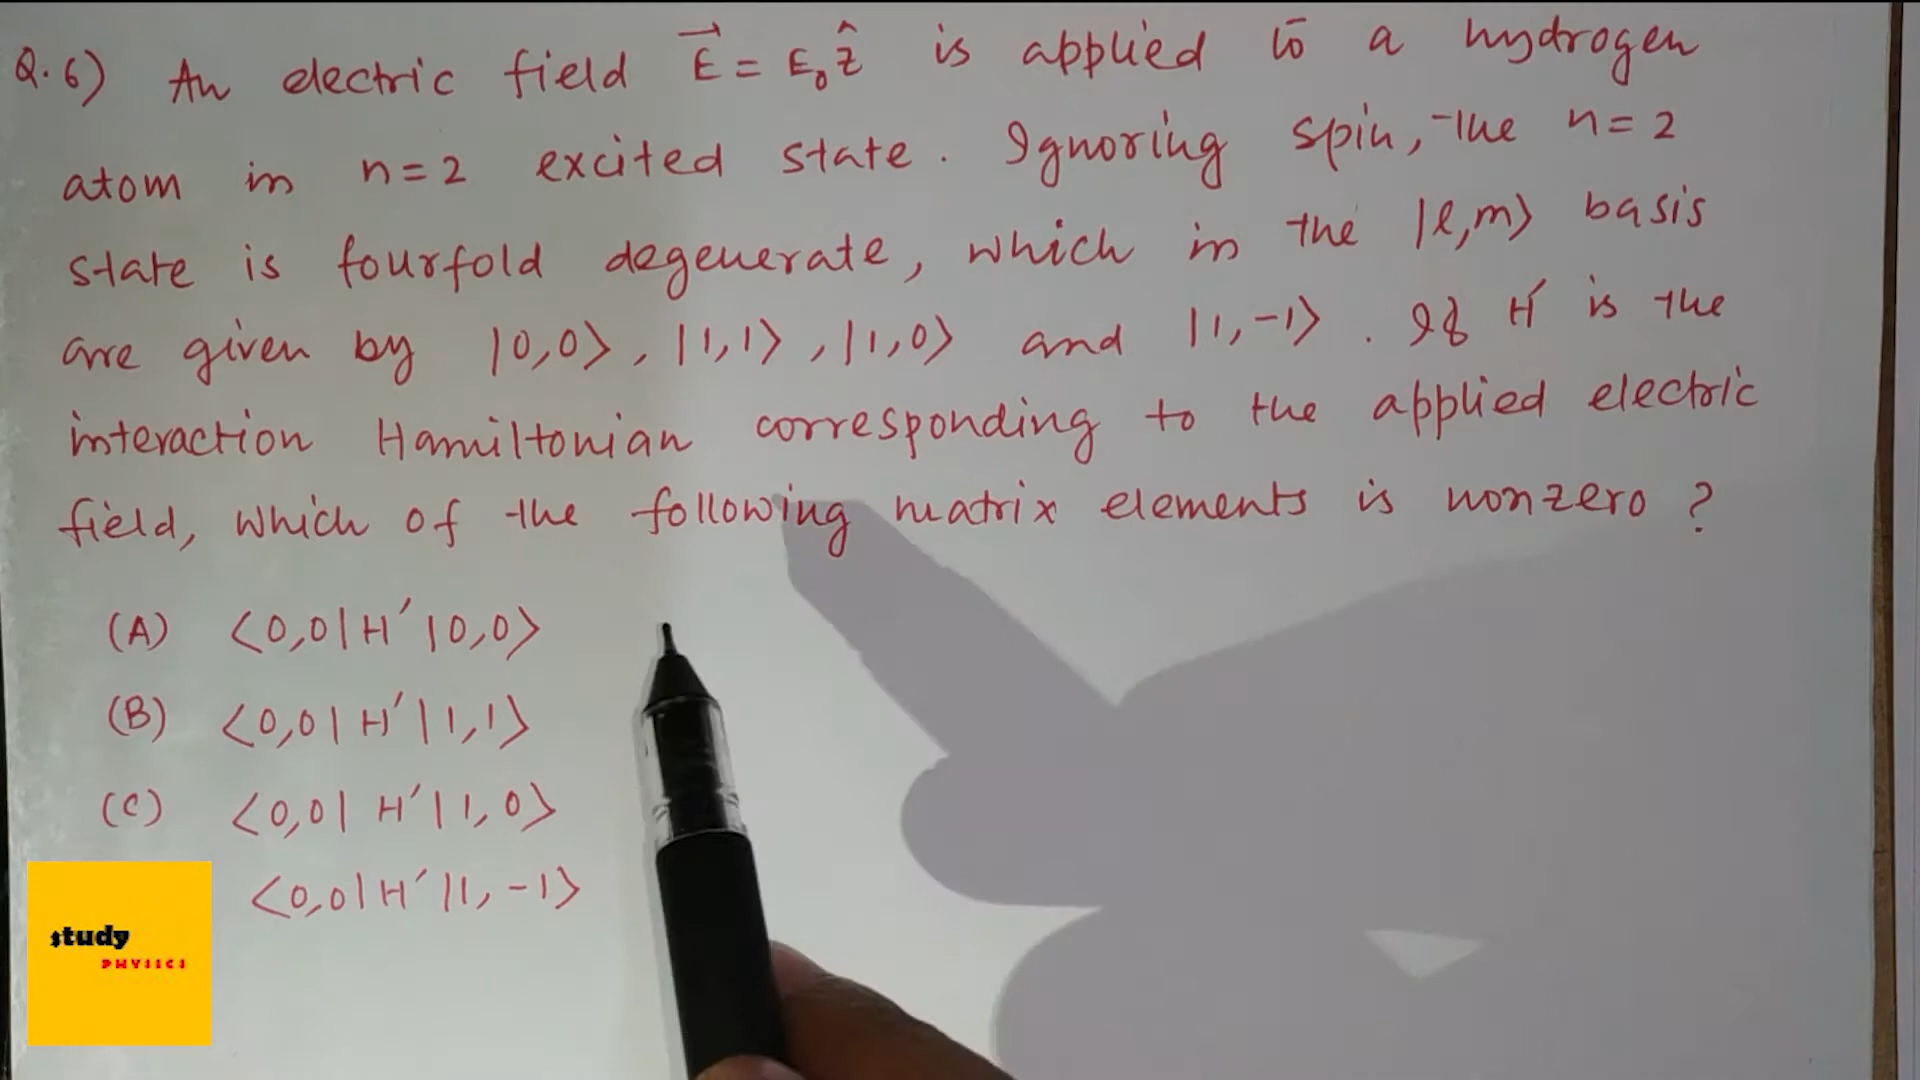 Q.6) An electric field E⃗ = E₀ẑ is applied to a hydrogen
atom in n=2 excited state. Ignoring spin, the n=2
state is fourfold degenerate, which in the |l,m⟩ basis
are given by |0,0⟩, |1,1⟩, |1,0⟩ and |1,-1⟩. If H′ is the
interaction Hamiltonian corresponding to the applied electric
field, which of the following matrix elements is nonzero?
(A) ⟨0,0|H′|0,0⟩
(B) ⟨0,0|H′|1,1⟩
(C) ⟨0,0|H′|1,0⟩
⟨0,0|H′|1,-1⟩
study
PHYSICS